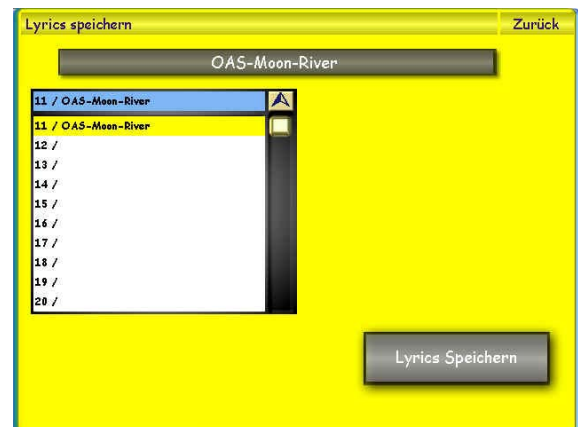 Lyrics speichern
Zurück
OAS-Moon-River
11 / OAS-Moon-River
11 / OAS-Moon-River
12 /
13 /
14 /
15 /
16 /
17 /
18 /
19 /
20 /
Lyrics Speichern